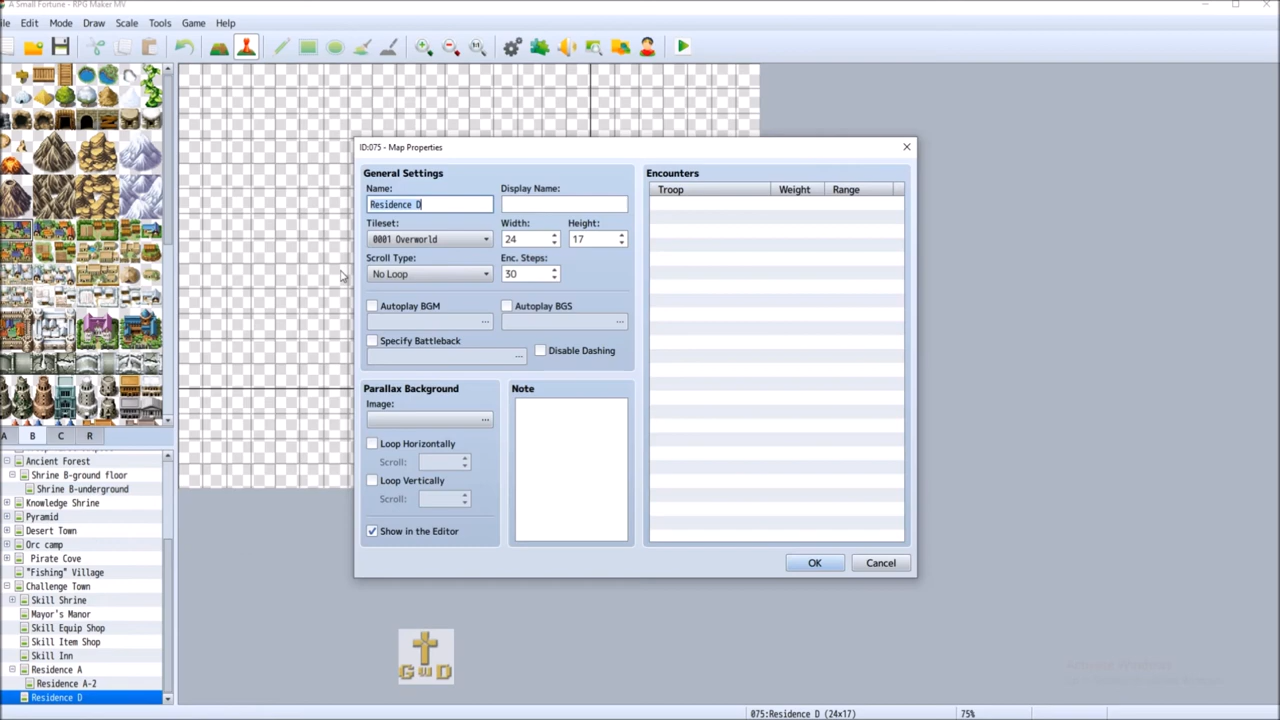 A Small Fortune - RPG Maker MV
Edit Mode Draw Scale Tools Game Help
ID:075 - Map Properties
General Settings
Name:
Display Name:
Residence D
Tileset:
Width:
Height:
0001 Overworld
24
17
Scroll Type:
Enc. Steps:
No Loop
30
Autoplay BGM
Autoplay BGS
Specify Battleback
Disable Dashing
Parallax Background
Image:
Loop Horizontally
Scroll:
Loop Vertically
Scroll:
Show in the Editor
Note
Encounters
Troop Weight Range
OK
Cancel
A B C R
Ancient Forest
Shrine B-ground floor
Shrine B-underground
Knowledge Shrine
Pyramid
Desert Town
Orc camp
Pirate Cove
"Fishing" Village
Challenge Town
Skill Shrine
Mayor's Manor
Skill Equip Shop
Skill Item Shop
Skill Inn
Residence A
Residence A-2
Residence D
GWD
075:Residence D (24x17)
75%